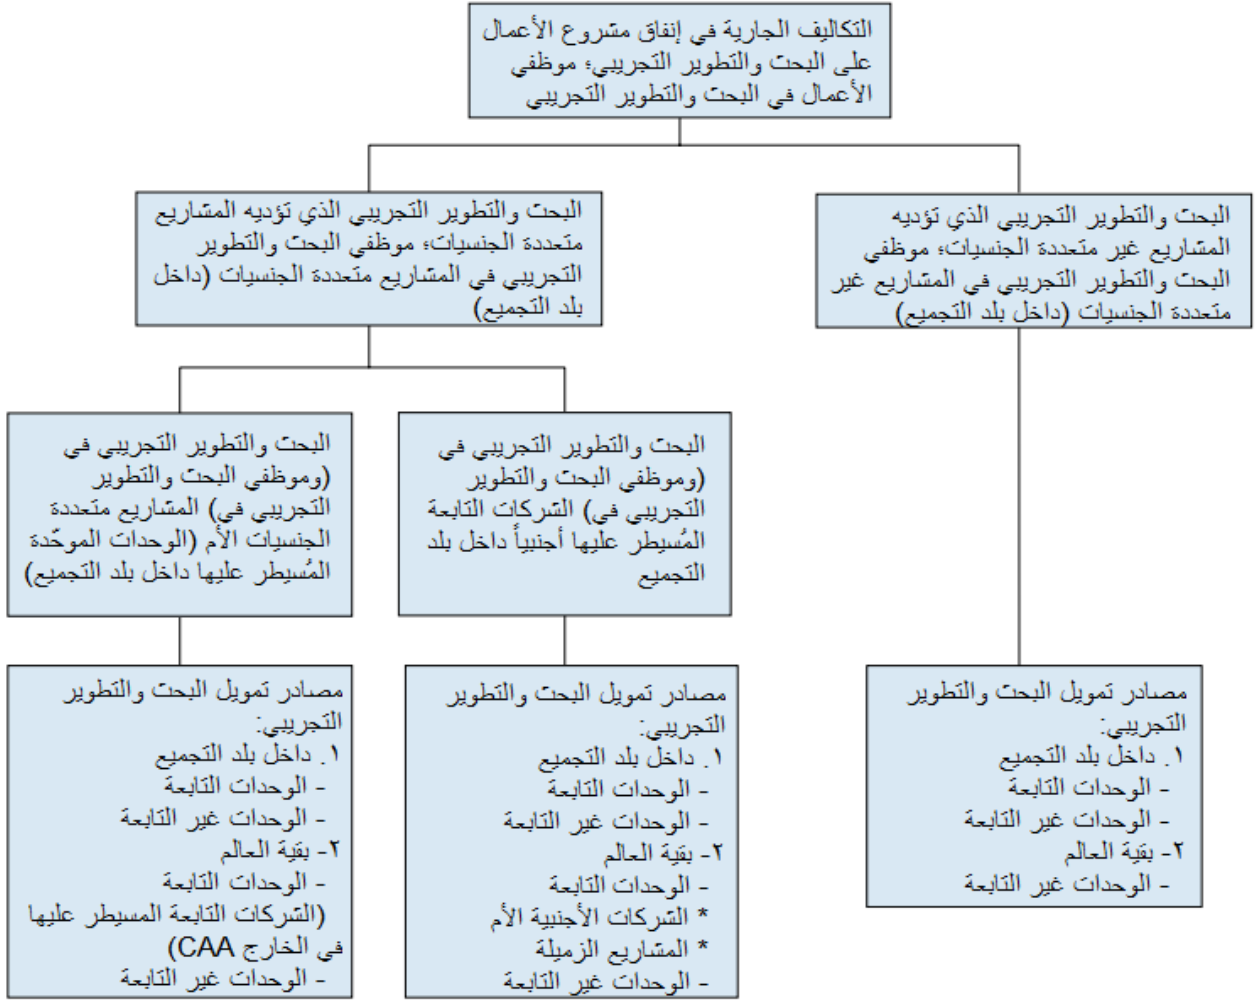 التكاليف الجارية في إنفاق مشروع الأعمال
على البحث والتطوير التجريبي؛ موظفي
الأعمال في البحث والتطوير التجريبي
البحث والتطوير التجريبي الذي تؤديه
المشاريع غير متعددة الجنسيات؛ موظفي
البحث والتطوير التجريبي في المشاريع غير
متعددة الجنسيات (داخل بلد التجميع)
البحث والتطوير التجريبي الذي تؤديه المشاريع
متعددة الجنسيات؛ موظفي البحث والتطوير
التجريبي في المشاريع متعددة الجنسيات (داخل
بلد التجميع)
البحث والتطوير التجريبي في
(وموظفي البحث والتطوير
التجريبي في) الشركات التابعة
المُسيطر عليها أجنبياً داخل بلد
التجميع
البحث والتطوير التجريبي في
(وموظفي البحث والتطوير
التجريبي في) المشاريع متعددة
الجنسيات الأم (الوحدات الموحّدة
المُسيطر عليها داخل بلد التجميع)
مصادر تمويل البحث والتطوير
التجريبي:
١. داخل بلد التجميع
- الوحدات التابعة
- الوحدات غير التابعة
٢- بقية العالم
- الوحدات غير التابعة
مصادر تمويل البحث والتطوير
التجريبي:
١. داخل بلد التجميع
- الوحدات التابعة
- الوحدات غير التابعة
٢- بقية العالم
- الوحدات التابعة
* الشركات الأجنبية الأم
* المشاريع الزميلة
- الوحدات غير التابعة
مصادر تمويل البحث والتطوير
التجريبي:
١. داخل بلد التجميع
- الوحدات التابعة
- الوحدات غير التابعة
٢- بقية العالم
- الوحدات التابعة
(الشركات التابعة المسيطر عليها
في الخارج CAA)
- الوحدات غير التابعة